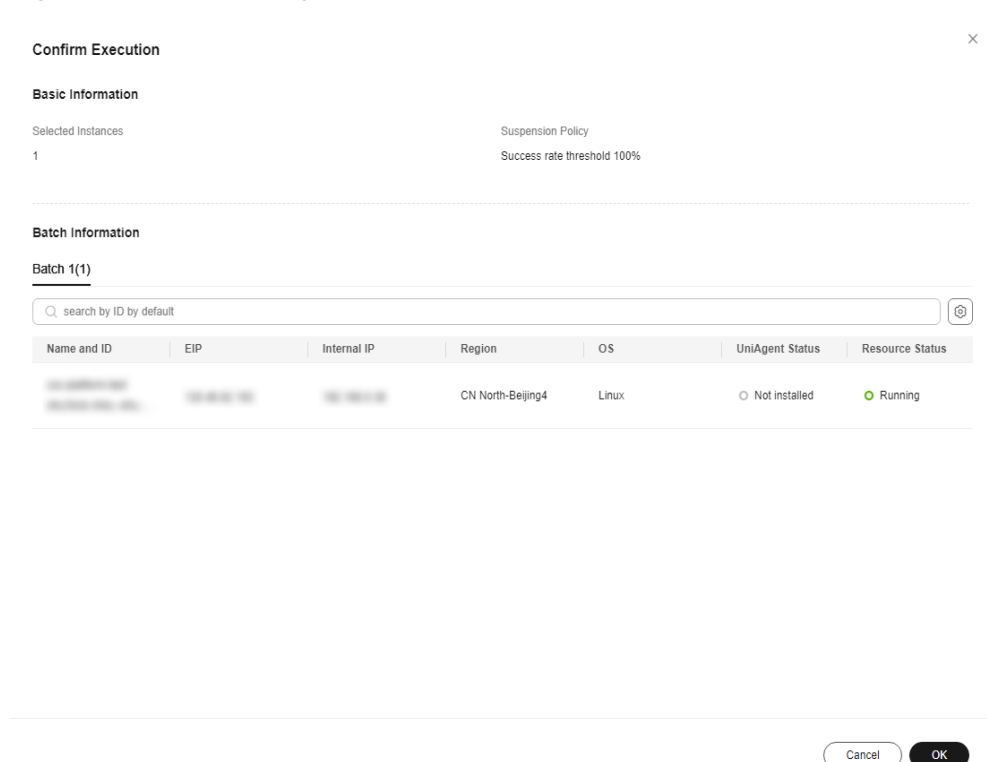 Confirm Execution
Basic Information
Selected Instances
Suspension Policy
1
Success rate threshold 100%
Batch Information
Batch 1(1)
search by ID by default
Name and ID EIP Internal IP Region OS UniAgent Status Resource Status
CN North-Beijing4 Linux Not installed Running
Cancel OK